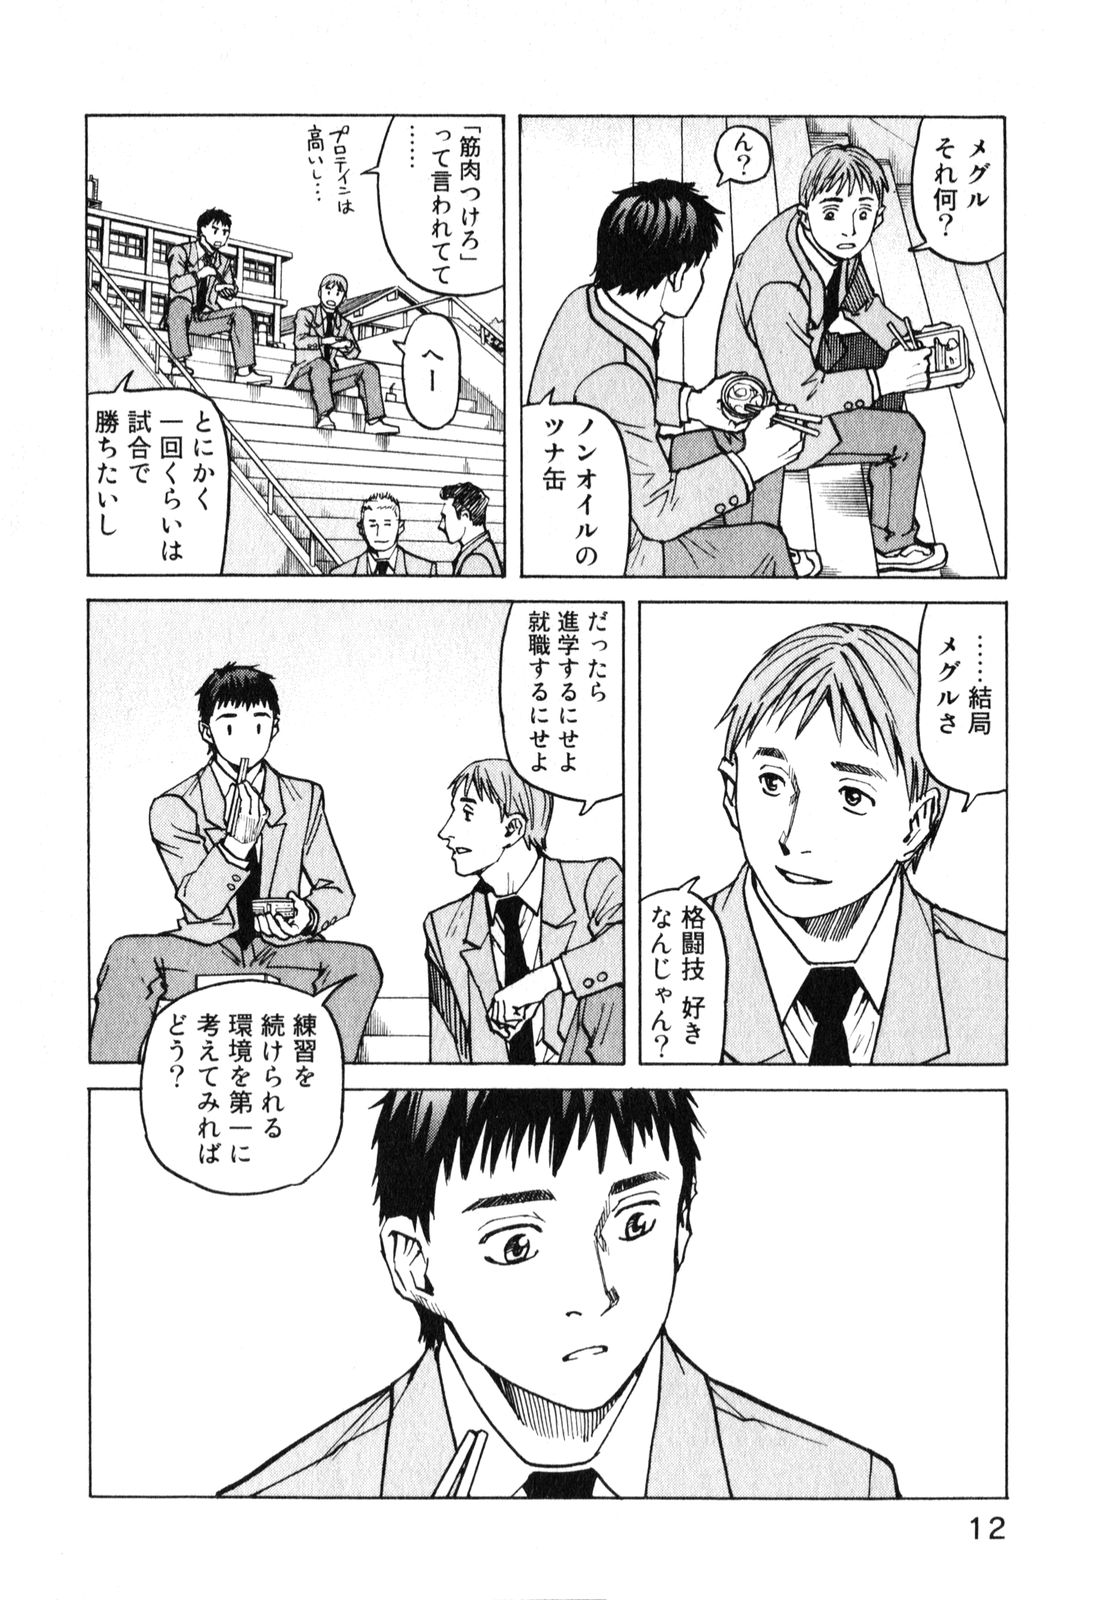 メグル
それ何？
ん？
ノンオイルの
ツナ缶
「筋肉つけろ」
って言われてて
……
プロテインは
高いし…
へー
とにかく
一回くらいは
試合で
勝ちたいし
……結局
メグルさ
格闘技 好き
なんじゃん？
だったら
進学するにせよ
就職するにせよ
練習を
続けられる
環境を第一に
考えてみれば
どう？
12